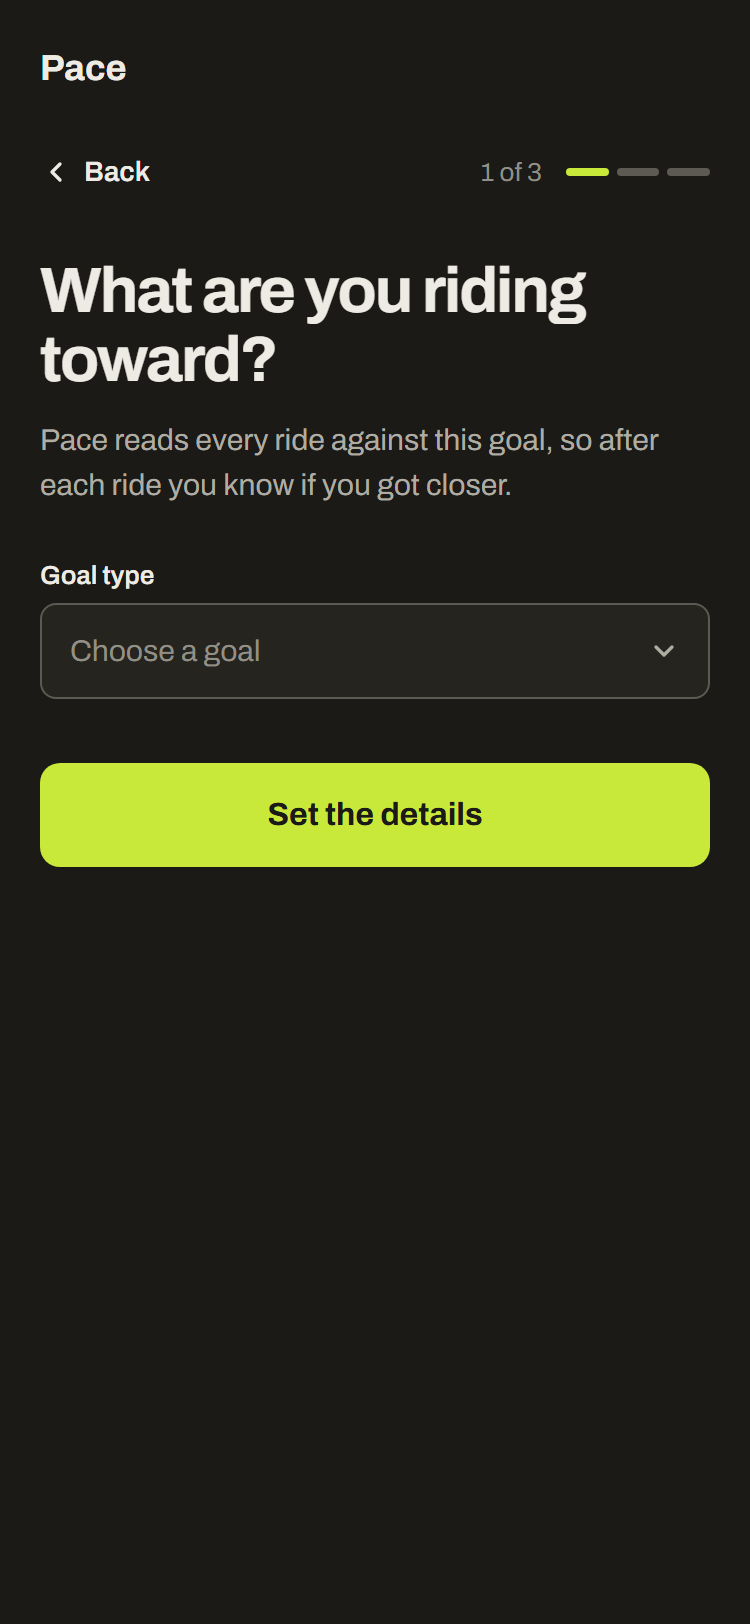 Pace
Back
1 of 3
What are you riding
toward?
Pace reads every ride against this goal, so after
each ride you know if you got closer.
Goal type
Choose a goal
Set the details